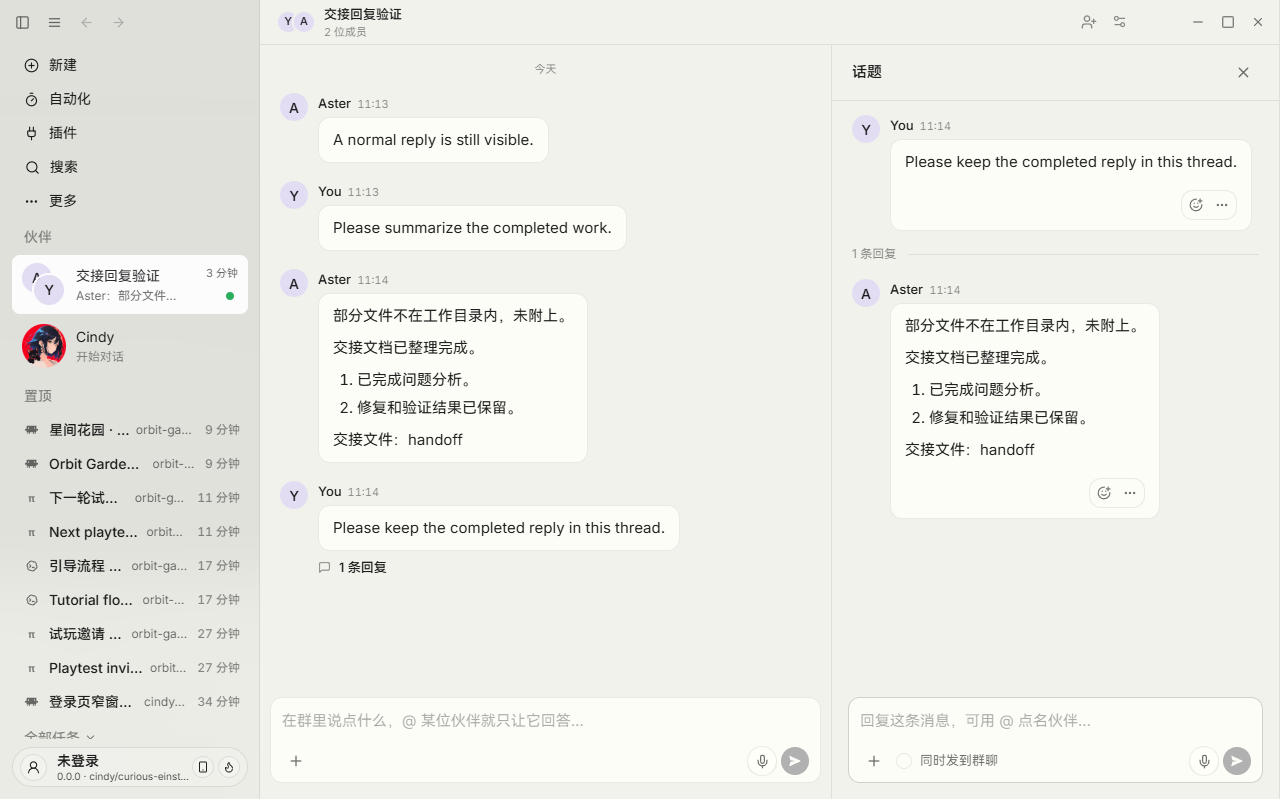 新建
自动化
插件
搜索
更多
伙伴
A
Y
交接回复验证
3 分钟
Aster：部分文件...
Cindy
开始对话
置顶
星间花园 · ... orbit-ga... 9 分钟
Orbit Garde... orbit-... 9 分钟
π 下一轮试... orbit-g... 11 分钟
π Next playte... orbit... 11 分钟
引导流程 ... orbit-ga... 17 分钟
Tutorial flo... orbit-... 17 分钟
π 试玩邀请 ... orbit-ga... 27 分钟
π Playtest invi... orbit... 27 分钟
登录页窄窗... cindy... 34 分钟
全部任务
未登录
0.0.0 · cindy/curious-einst...
Y A
交接回复验证
2 位成员
今天
A
Aster 11:13
A normal reply is still visible.
Y
You 11:13
Please summarize the completed work.
A
Aster 11:14
部分文件不在工作目录内，未附上。
交接文档已整理完成。
1. 已完成问题分析。
2. 修复和验证结果已保留。
交接文件：handoff
Y
You 11:14
Please keep the completed reply in this thread.
1 条回复
在群里说点什么，@ 某位伙伴就只让它回答...
话题
Y
You 11:14
Please keep the completed reply in this thread.
1 条回复
A
Aster 11:14
部分文件不在工作目录内，未附上。
交接文档已整理完成。
1. 已完成问题分析。
2. 修复和验证结果已保留。
交接文件：handoff
回复这条消息，可用 @ 点名伙伴...
同时发到群聊